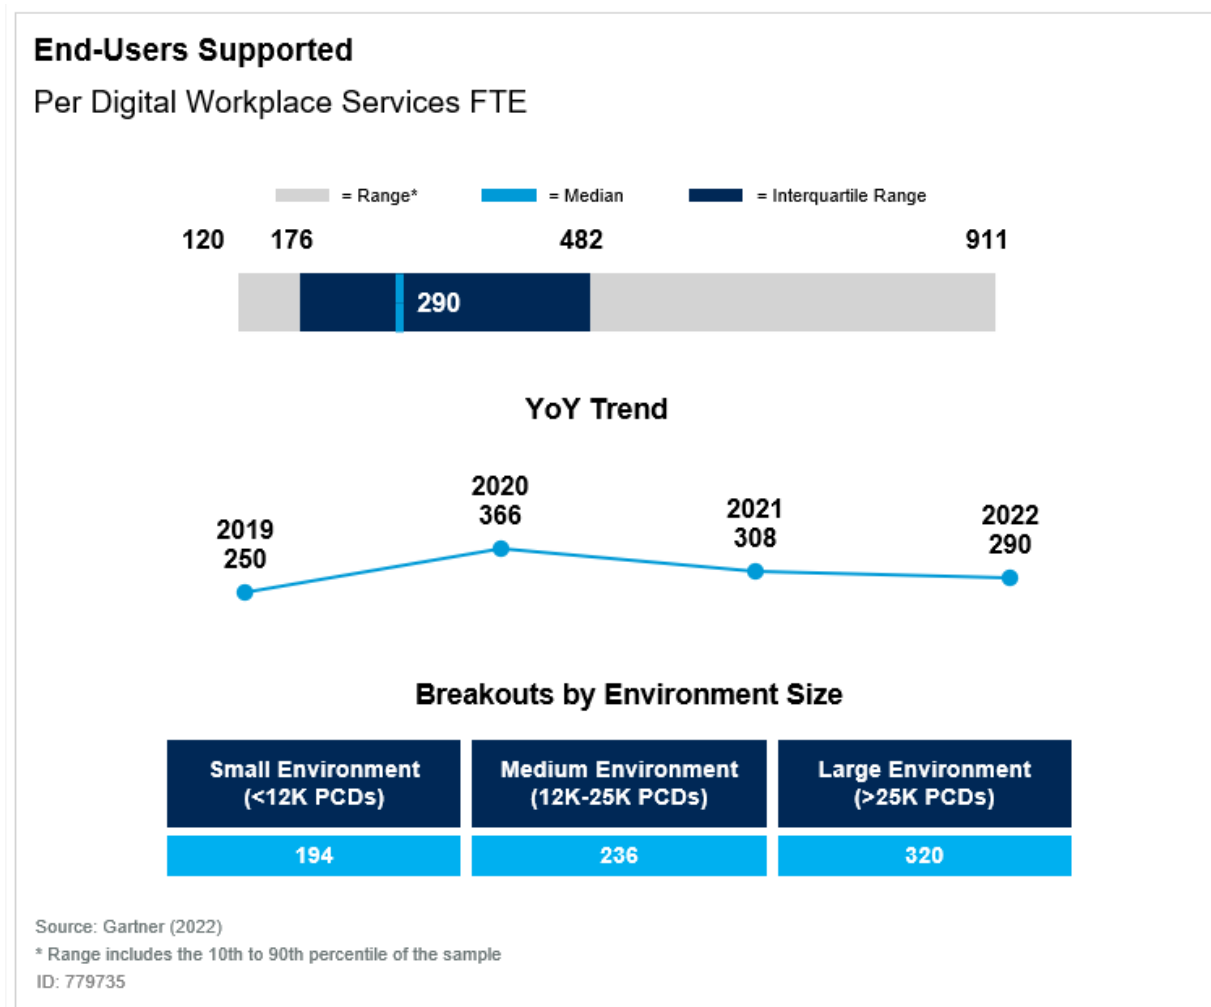 End-Users Supported
Per Digital Workplace Services FTE
= Range* = Median = Interquartile Range
120 176 482 911
290
YoY Trend
2019
250
2020
366
2021
308
2022
290
Breakouts by Environment Size
Small Environment
(<12K PCDs)
Medium Environment
(12K-25K PCDs)
Large Environment
(>25K PCDs)
194 236 320
Source: Gartner (2022)
* Range includes the 10th to 90th percentile of the sample
ID: 779735